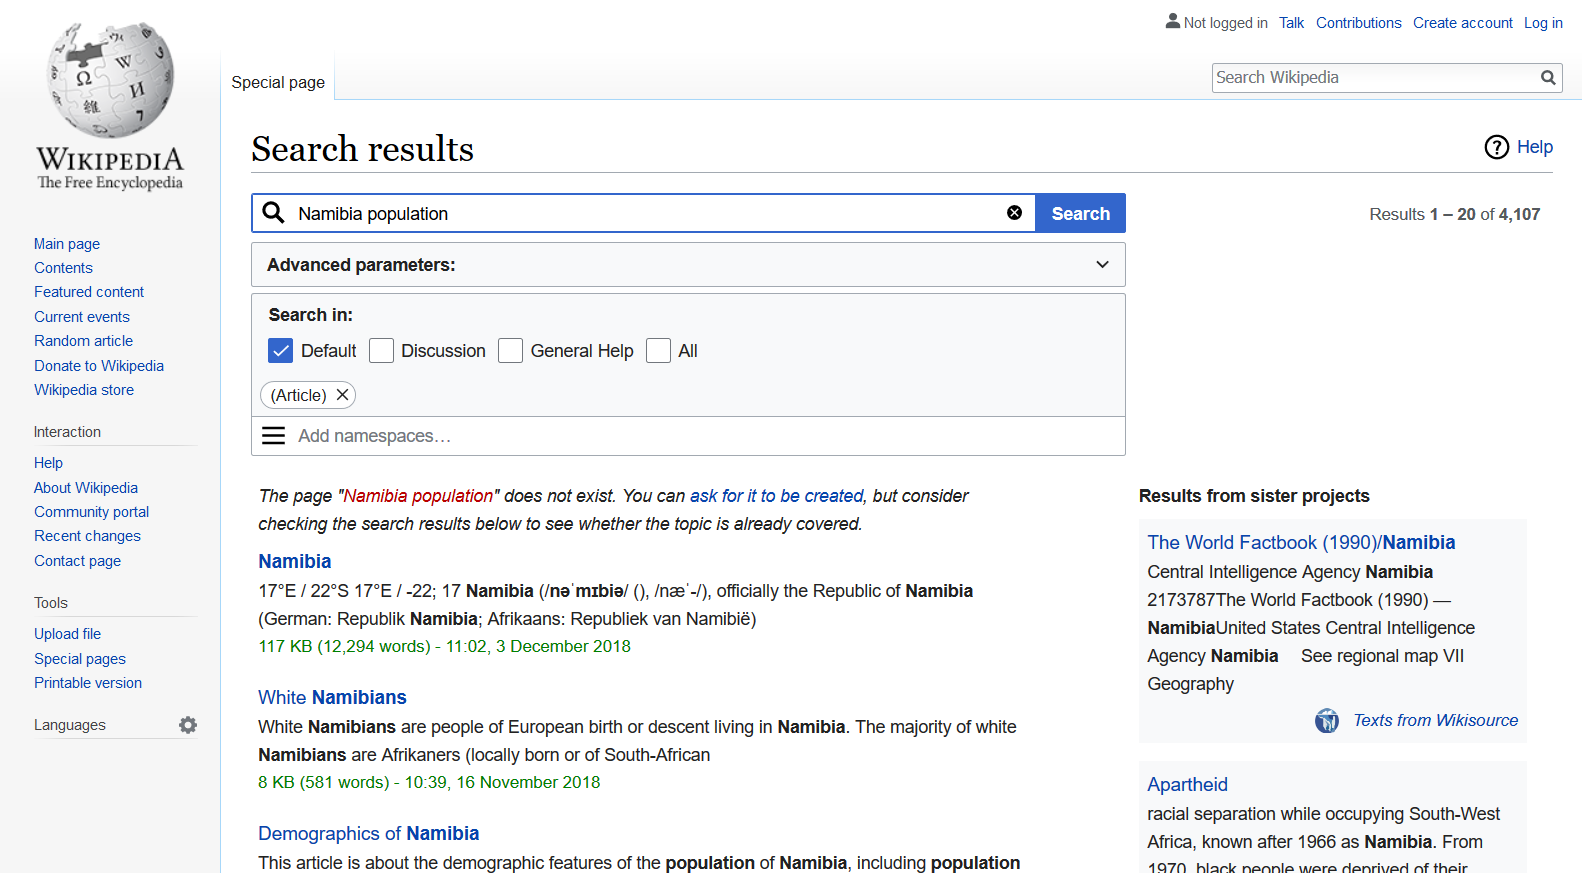 Not logged in Talk Contributions Create account Log in
Special page
Search Wikipedia
WIKIPEDIA
The Free Encyclopedia
Main page
Contents
Featured content
Current events
Random article
Donate to Wikipedia
Wikipedia store
Interaction
Help
About Wikipedia
Community portal
Recent changes
Contact page
Tools
Upload file
Special pages
Printable version
Languages
Search results
Help
Namibia population
Search
Results 1 – 20 of 4,107
Advanced parameters:
Search in:
Default Discussion General Help All
(Article)
Add namespaces…
The page "Namibia population" does not exist. You can ask for it to be created, but consider
checking the search results below to see whether the topic is already covered.
Namibia
17°E / 22°S 17°E / -22; 17 Namibia (/nəˈmɪbiə/ (), /næˈ-/), officially the Republic of Namibia
(German: Republik Namibia; Afrikaans: Republiek van Namibië)
117 KB (12,294 words) - 11:02, 3 December 2018
White Namibians
White Namibians are people of European birth or descent living in Namibia. The majority of white
Namibians are Afrikaners (locally born or of South-African
8 KB (581 words) - 10:39, 16 November 2018
Demographics of Namibia
This article is about the demographic features of the population of Namibia, including population
Results from sister projects
The World Factbook (1990)/Namibia
Central Intelligence Agency Namibia
2173787The World Factbook (1990) —
NamibiaUnited States Central Intelligence
Agency Namibia See regional map VII
Geography
Texts from Wikisource
Apartheid
racial separation while occupying South-West
Africa, known after 1966 as Namibia. From
1970, black people were deprived of their